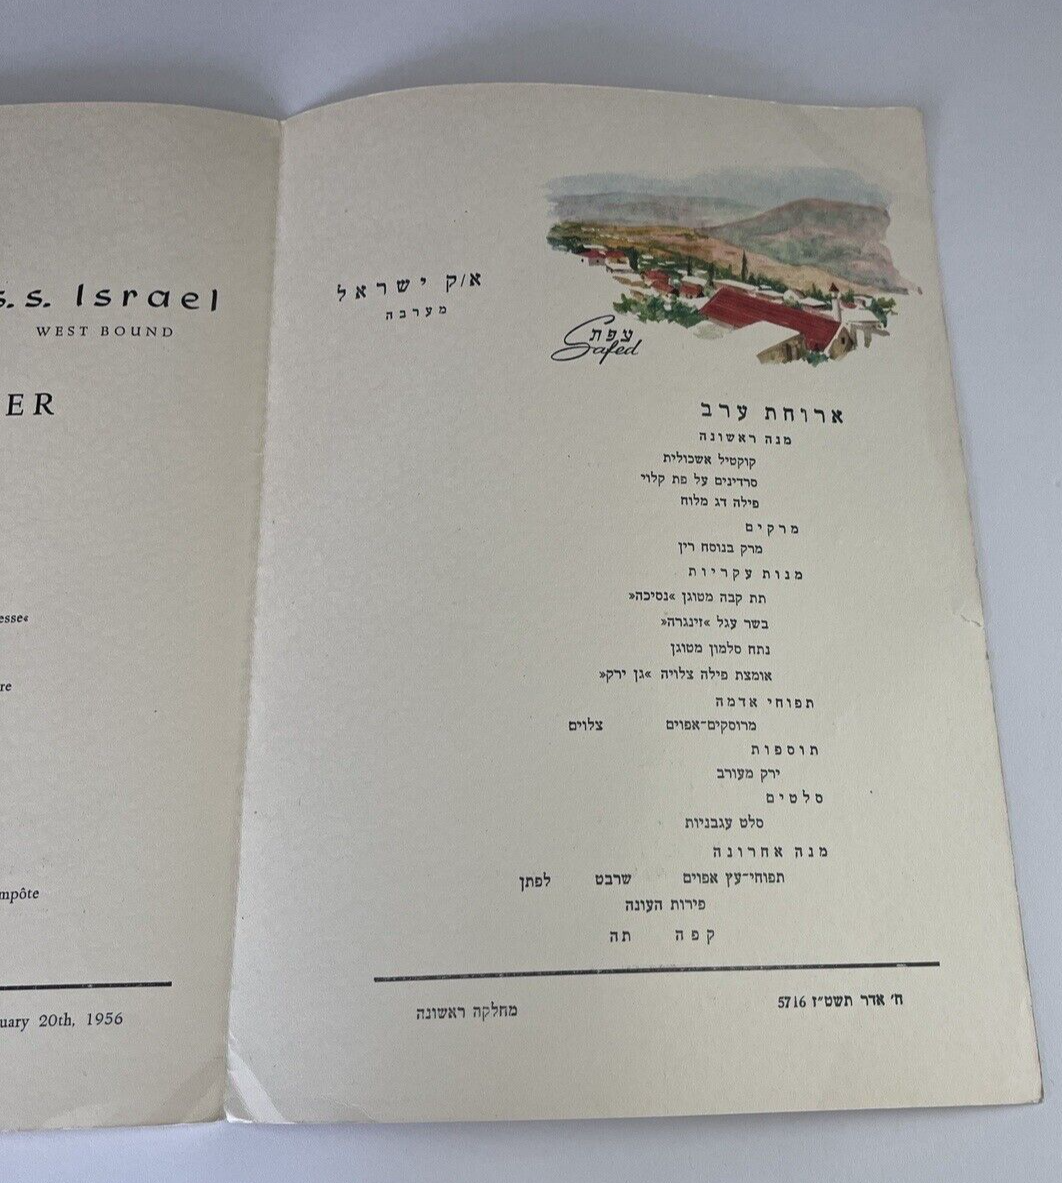 s.s. Israel
WEST BOUND
ER
esse«
re
mpôte
uary 20th, 1956
א/ק ישראל
מערבה
צפת
Safed
ארוחת ערב
מנה ראשונה
קוקטיל אשכולית
סרדינים על פת קלוי
פילה דג מלוח
מרקים
מרק בנוסח רין
מנות עקריות
תת קבה מטוגן »נסיכה«
בשר עגל »זינגרה«
נתח סלמון מטוגן
אומצת פילה צלויה »גן ירק«
תפוחי אדמה
מרוסקים-אפוים צלוים
תוספות
ירק מעורב
סלטים
סלט עגבניות
מנה אחרונה
תפוחי-עץ אפוים שרבט לפתן
פירות העונה
קפה תה
ח׳ אדר תשט״ז 5716
מחלקה ראשונה